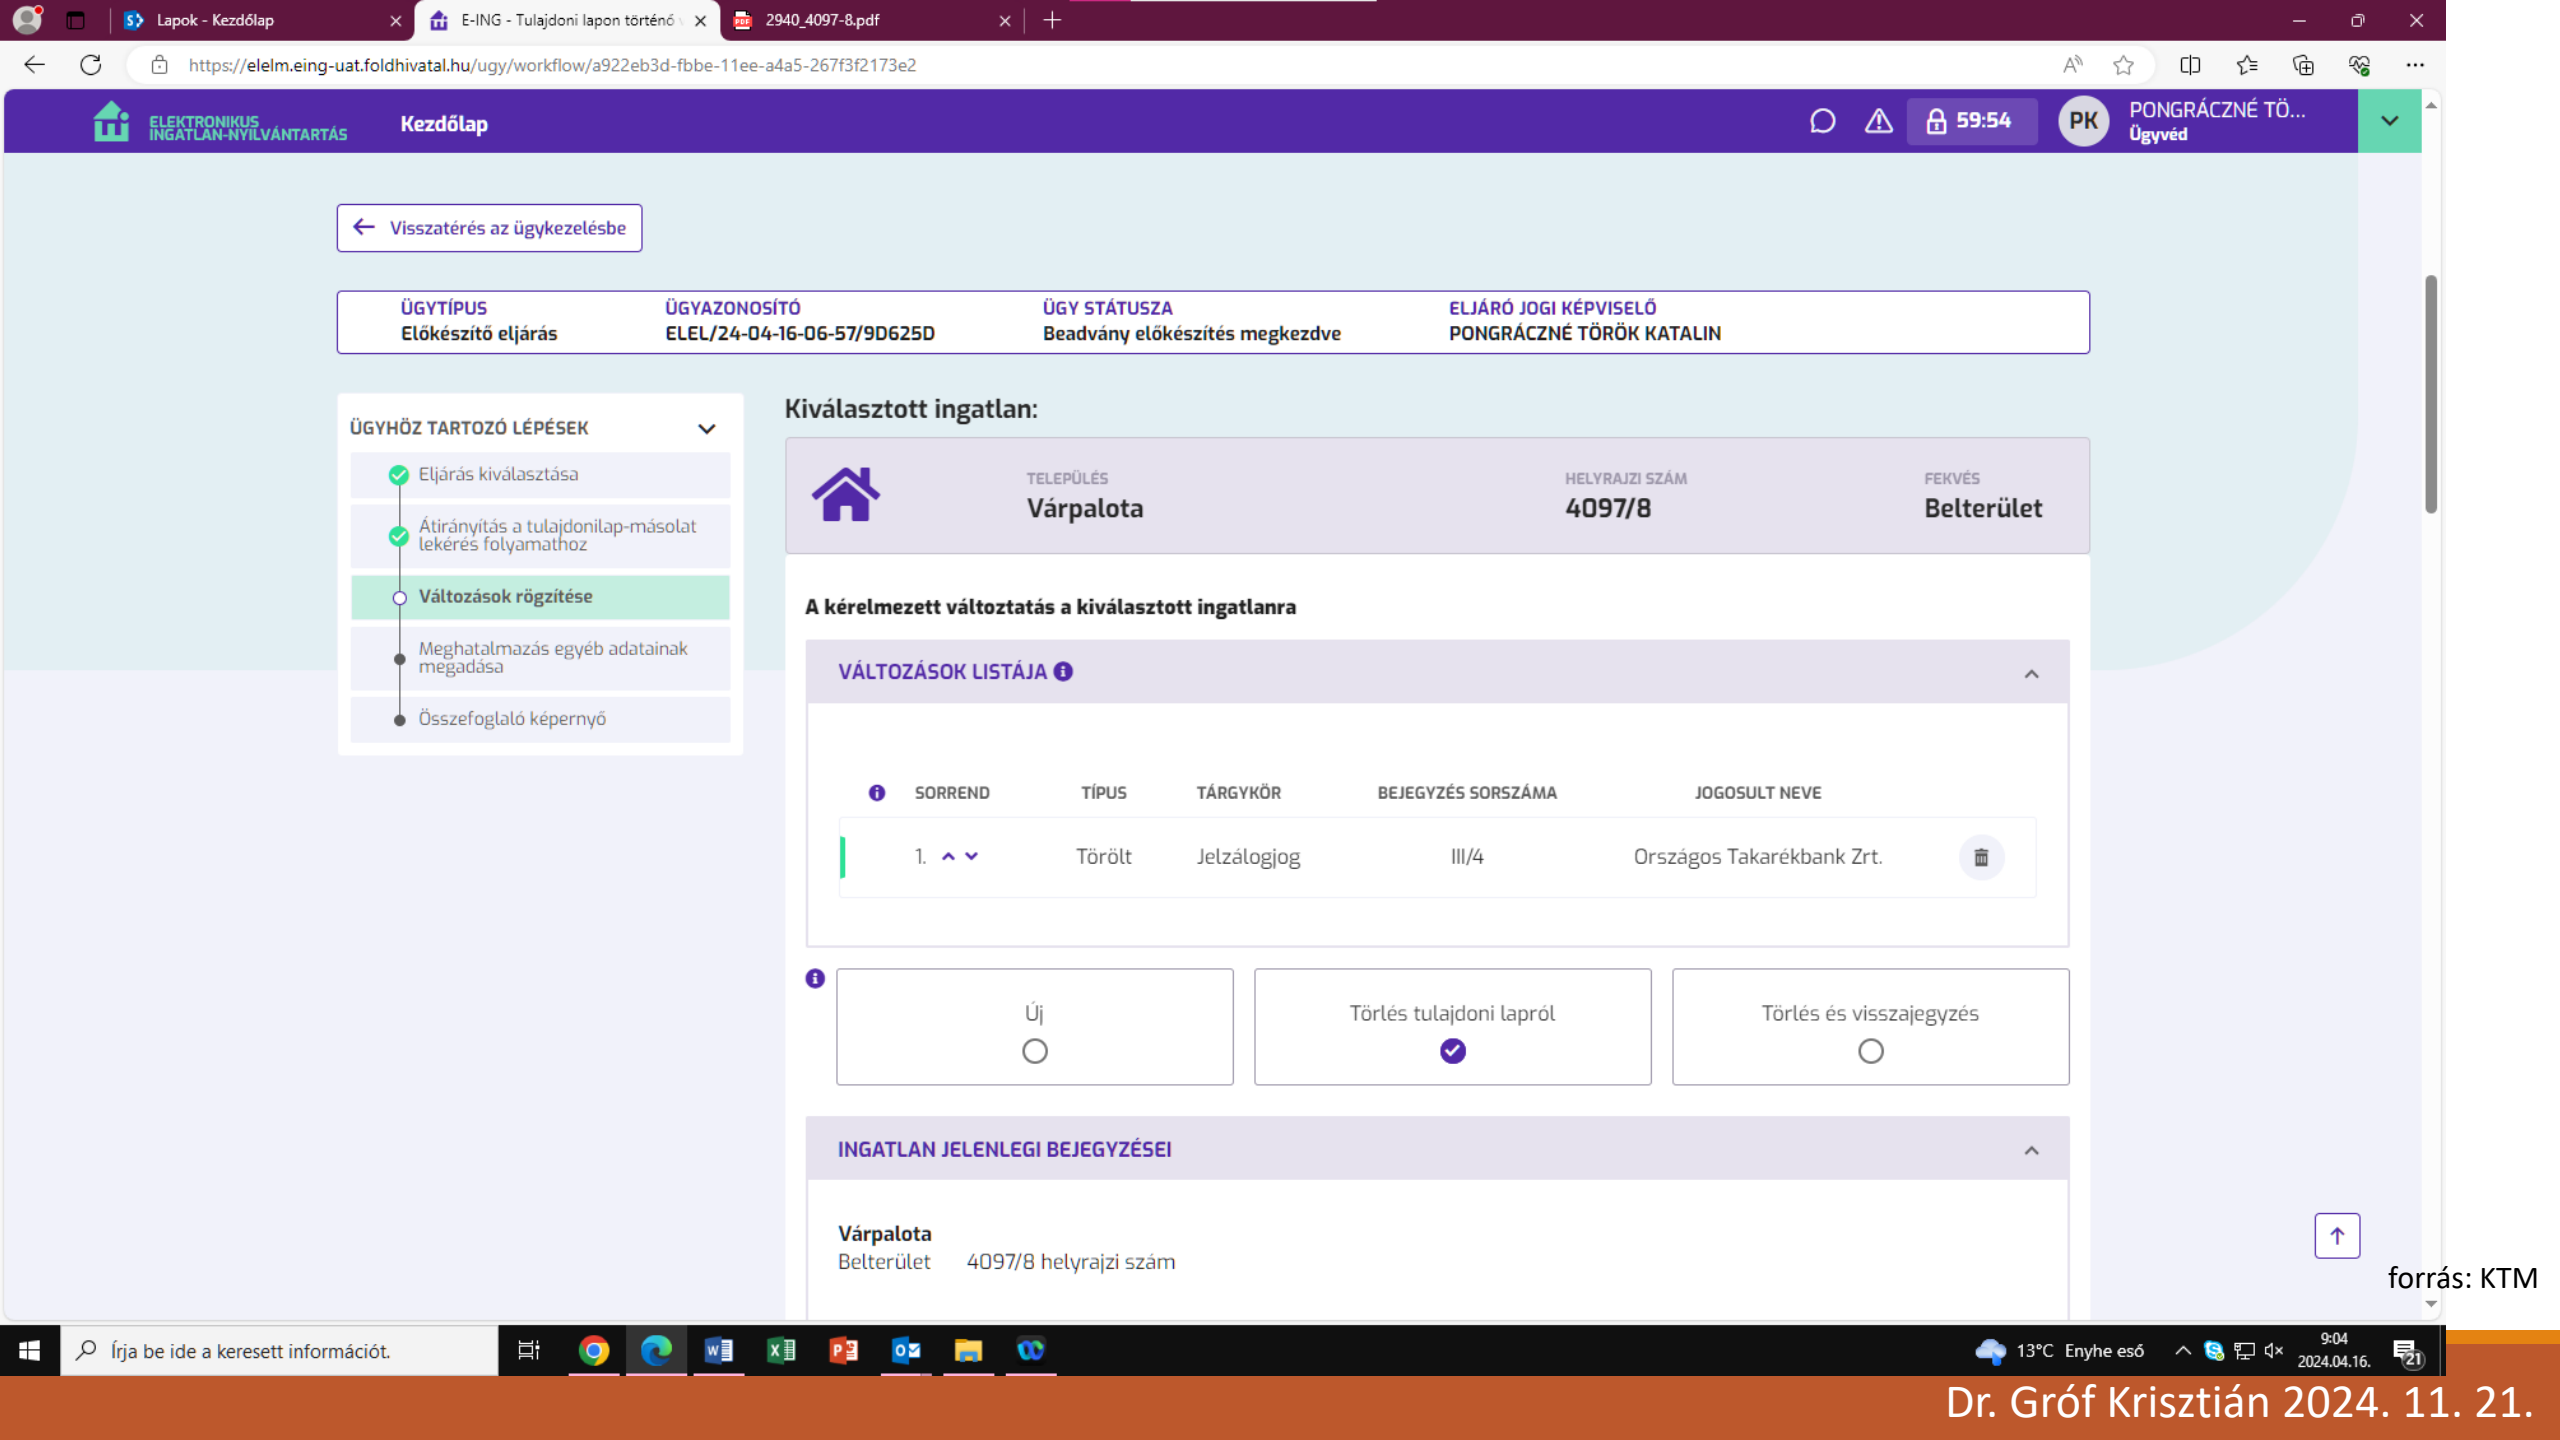 Lapok - Kezdőlap
E-ING - Tulajdoni lapon történő
2940_4097-8.pdf
https://elelm.eing-uat.foldhivatal.hu/ugy/workflow/a922eb3d-fbbe-11ee-a4a5-267f3f2173e2
ELEKTRONIKUS
INGATLAN-NYILVÁNTARTÁS
Kezdőlap
59:54
PK
PONGRÁCZNÉ TÖ...
Ügyvéd
Visszatérés az ügykezelésbe
ÜGYTÍPUS ÜGYAZONOSÍTÓ ÜGY STÁTUSZA ELJÁRÓ JOGI KÉPVISELŐ
Előkészítő eljárás ELEL/24-04-16-06-57/9D625D Beadvány előkészítés megkezdve PONGRÁCZNÉ TÖRÖK KATALIN
ÜGYHÖZ TARTOZÓ LÉPÉSEK
Eljárás kiválasztása
Átirányítás a tulajdonilap-másolat
lekérés folyamathoz
Változások rögzítése
Meghatalmazás egyéb adatainak
megadása
Összefoglaló képernyő
Kiválasztott ingatlan:
TELEPÜLÉS HELYRAJZI SZÁM FEKVÉS
Várpalota 4097/8 Belterület
A kérelmezett változtatás a kiválasztott ingatlanra
VÁLTOZÁSOK LISTÁJA
SORREND TÍPUS TÁRGYKÖR BEJEGYZÉS SORSZÁMA JOGOSULT NEVE
1. Törölt Jelzálogjog III/4 Országos Takarékbank Zrt.
Új Törlés tulajdoni lapról Törlés és visszajegyzés
INGATLAN JELENLEGI BEJEGYZÉSEI
Várpalota
Belterület 4097/8 helyrajzi szám
forrás: KTM
Írja be ide a keresett információt.
13°C Enyhe eső
9:04
2024.04.16.
21
Dr. Gróf Krisztián 2024. 11. 21.